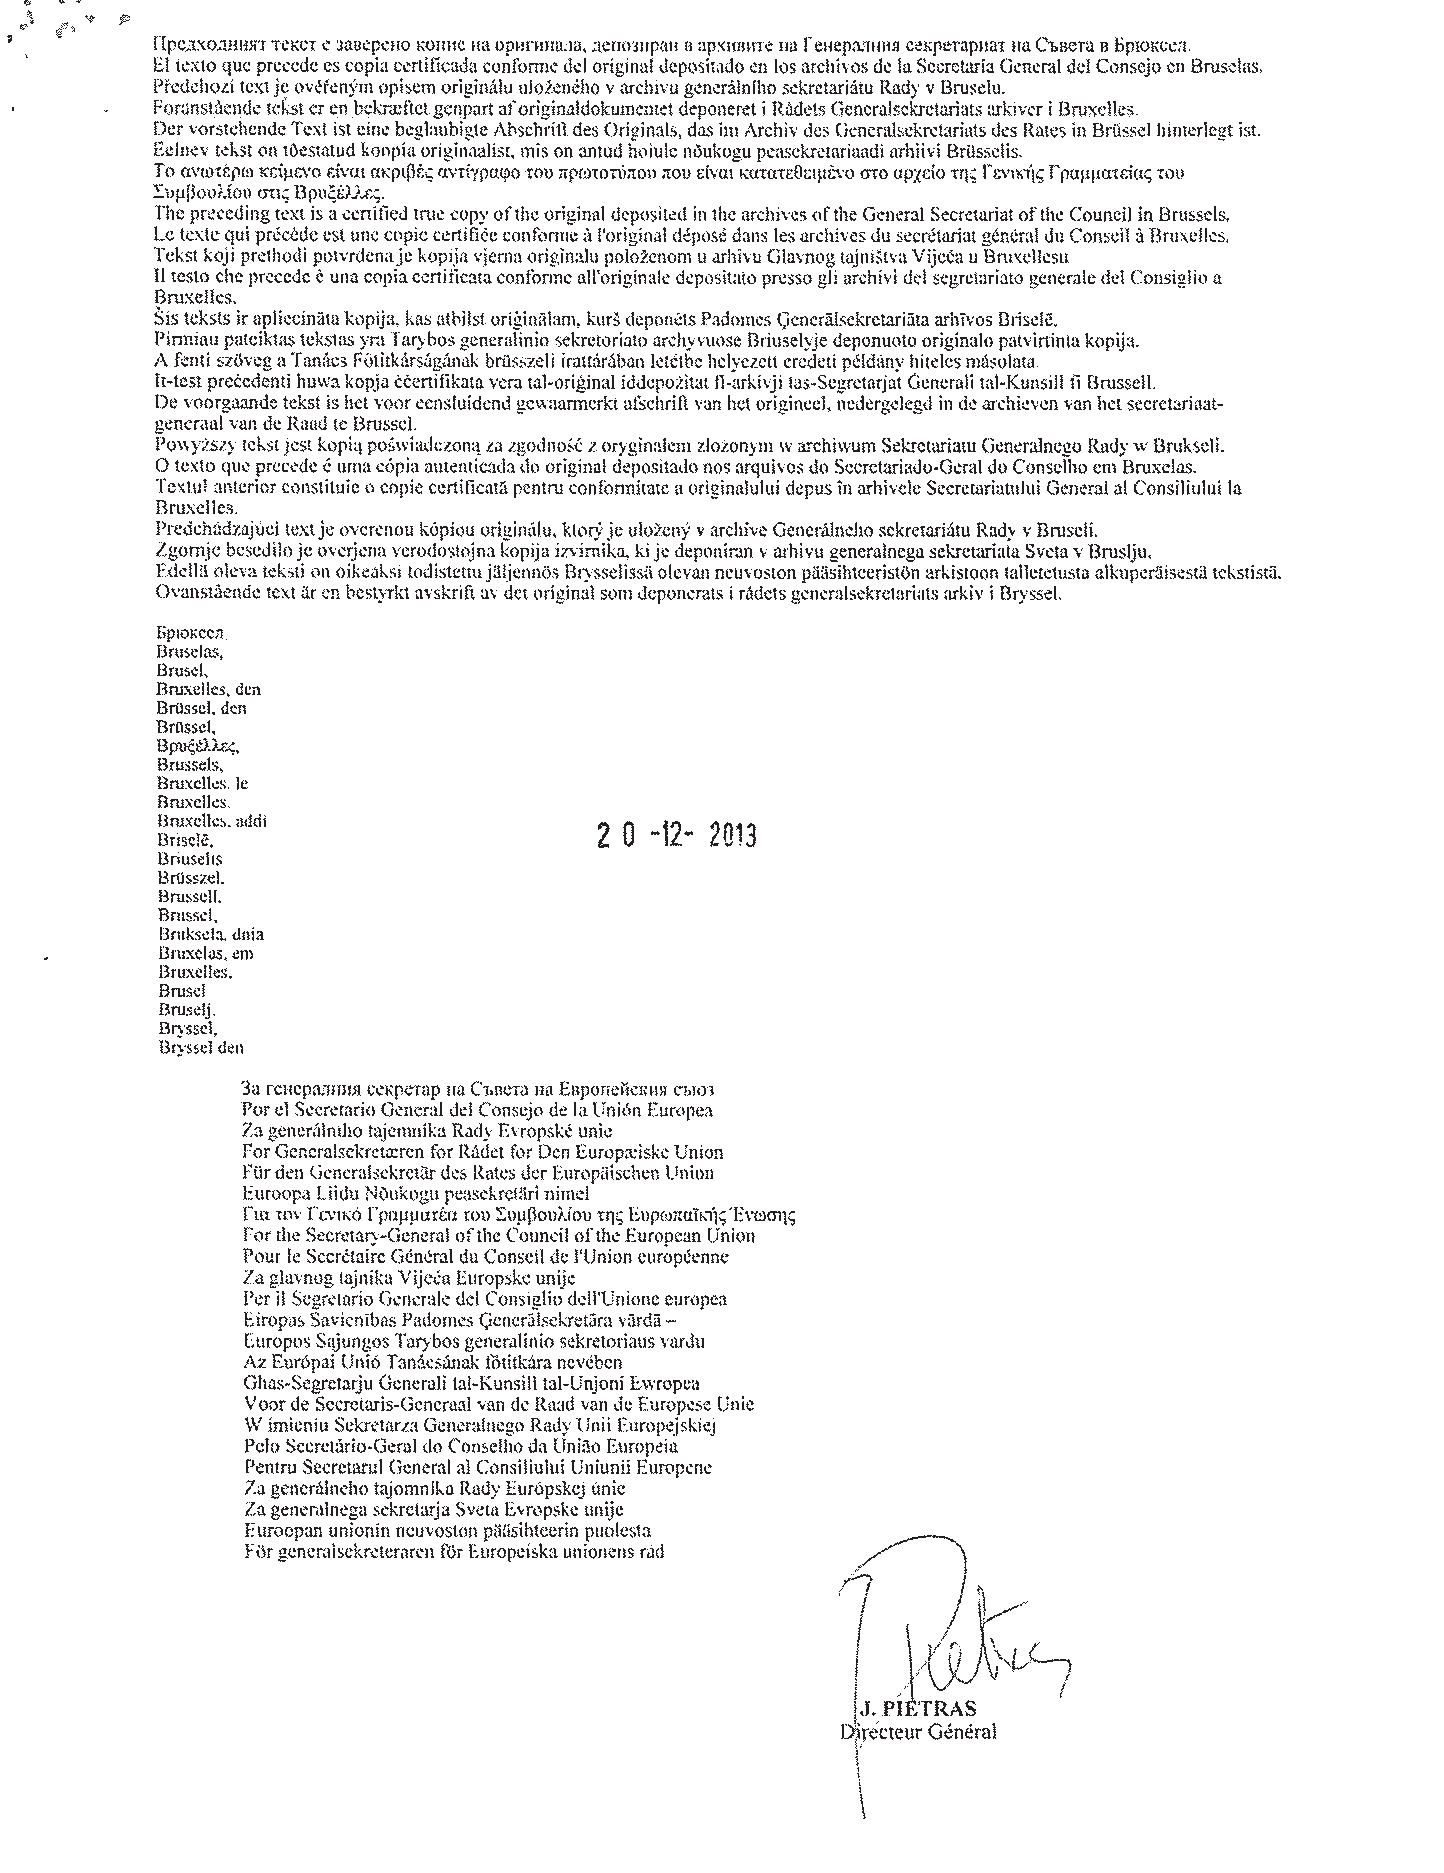 Предходният текст е заверено копие на оригинала, депозиран в архивите на Генералния секретариат на Съвета в Брюксел.
El texto que precede es copia certificada conforme del original depositado en los archivos de la Secretaría General del Consejo en Bruselas.
Předchozí text je ověřeným opisem originálu uloženého v archivu generálního sekretariátu Rady v Bruselu.
Foranstående tekst er en bekræftet genpart af originaldokumentet deponeret i Rådets Generalsekretariats arkiver i Bruxelles.
Der vorstehende Text ist eine beglaubigte Abschrift des Originals, das im Archiv des Generalsekretariats des Rates in Brüssel hinterlegt ist.
Eelnev tekst on tõestatud koopia originaalist, mis on antud hoiule nõukogu peasekretariaadi arhiivi Brüsselis.
Το ανωτέρω κείμενο είναι ακριβές αντίγραφο του πρωτοτύπου που είναι κατατεθειμένο στο αρχείο της Γενικής Γραμματείας του
Συμβουλίου στις Βρυξέλλες.
The preceding text is a certified true copy of the original deposited in the archives of the General Secretariat of the Council in Brussels.
Le texte qui précède est une copie certifiée conforme à l'original déposé dans les archives du secrétariat général du Conseil à Bruxelles.
Tekst koji prethodi potvrđena je kopija vjerna originalu položenom u arhivu Glavnog tajništva Vijeća u Bruxellesu
Il testo che precede è una copia certificata conforme all'originale depositato presso gli archivi del segretariato generale del Consiglio a
Bruxelles.
Šis teksts ir apliecināta kopija, kas atbilst oriģinālam, kurš deponēts Padomes Ģenerālsekretariāta arhīvos Briselē.
Pirmiau pateiktas tekstas yra Tarybos generalinio sekretoriato archyvuose Briuselyje deponuoto originalo patvirtinta kopija.
A fenti szöveg a Tanács Főtitkárságának brüsszeli irattárában letétbe helyezett eredeti példány hiteles másolata.
It-test preċedenti huwa kopja ċċertifikata vera tal-oriġinal iddepożitat fl-arkivji tas-Segretarjat Ġenerali tal-Kunsill fi Brussell.
De voorgaande tekst is het voor eensluidend gewaarmerkt afschrift van het origineel, nedergelegd in de archieven van het secretariaat-
generaal van de Raad te Brussel.
Powyższy tekst jest kopią poświadczoną za zgodność z oryginałem złożonym w archiwum Sekretariatu Generalnego Rady w Brukseli.
O texto que precede é uma cópia autenticada do original depositado nos arquivos do Secretariado-Geral do Conselho em Bruxelas.
Textul anterior constituie o copie certificată pentru conformitate a originalului depus în arhivele Secretariatului General al Consiliului la
Bruxelles.
Predchádzajúci text je overenou kópiou originálu, ktorý je uložený v archíve Generálneho sekretariátu Rady v Bruseli.
Zgornje besedilo je overjena verodostojna kopija izvirnika, ki je deponiran v arhivu generalnega sekretariata Sveta v Bruslju.
Edellä oleva teksti on oikeaksi todistettu jäljennös Brysselissä olevan neuvoston pääsihteeristön arkistoon talletetusta alkuperäisestä tekstistä.
Ovanstående text är en bestyrkt avskrift av det original som deponerats i rådets generalsekretariats arkiv i Bryssel.
Брюксел,
Bruselas,
Brusel,
Bruxelles, den
Brüssel, den
Brüssel,
Βρυξέλλες,
Brussels,
Bruxelles, le
Bruxelles,
Bruxelles, addì
Briselē,
Briuselis
Brüsszel,
Brussell,
Brussel,
Bruksela, dnia
Bruxelas, em
Bruxelles,
Brusel
Bruselj,
Bryssel,
Bryssel den
20 -12- 2013
За генералния секретар на Съвета на Европейския съюз
Por el Secretario General del Consejo de la Unión Europea
Za generálního tajemníka Rady Evropské unie
For Generalsekretæren for Rådet for Den Europæiske Union
Für den Generalsekretär des Rates der Europäischen Union
Euroopa Liidu Nõukogu peasekretäri nimel
Για τον Γενικό Γραμματέα του Συμβουλίου της Ευρωπαϊκής Ένωσης
For the Secretary-General of the Council of the European Union
Pour le Secrétaire Général du Conseil de l'Union européenne
Za glavnog tajnika Vijeća Europske unije
Per il Segretario Generale del Consiglio dell'Unione europea
Eiropas Savienības Padomes Ģenerālsekretāra vārdā –
Europos Sąjungos Tarybos generalinio sekretoriaus vardu
Az Európai Unió Tanácsának főtitkára nevében
Għas-Segretarju Ġenerali tal-Kunsill tal-Unjoni Ewropea
Voor de Secretaris-Generaal van de Raad van de Europese Unie
W imieniu Sekretarza Generalnego Rady Unii Europejskiej
Pelo Secretário-Geral do Conselho da União Europeia
Pentru Secretarul General al Consiliului Uniunii Europene
Za generálneho tajomníka Rady Európskej únie
Za generalnega sekretarja Sveta Evropske unije
Euroopan unionin neuvoston pääsihteerin puolesta
För generalsekreteraren för Europeiska unionens råd
J. Pietras
J. PIETRAS
Directeur Général